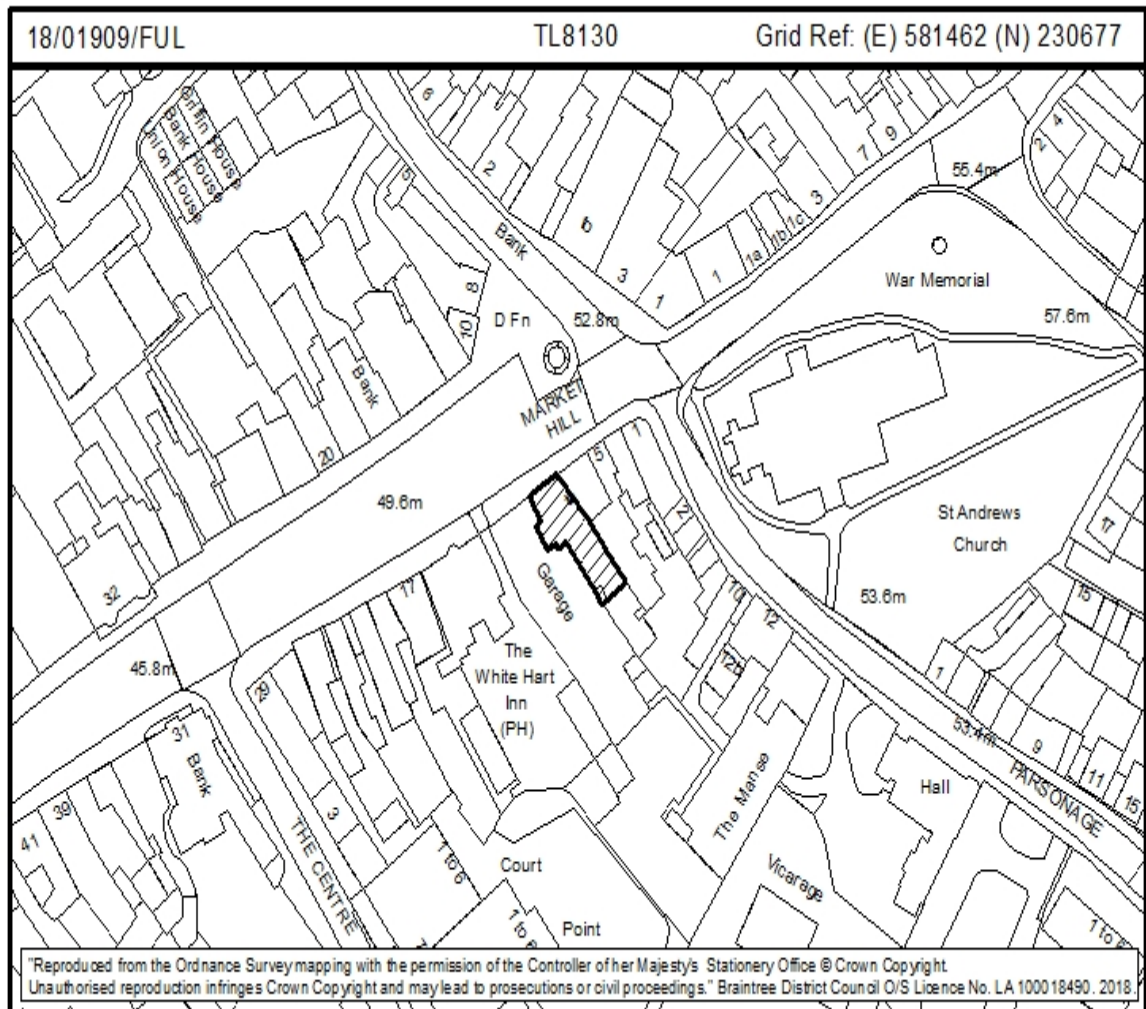 18/01909/FUL
TL8130
Grid Ref: (E) 581462 (N) 230677
Griffin House
Bank House
Union House
6
2
5
Bank
1b
3
1
1
1a
1b
1c
3
7
9
55.4m
2
4
War Memorial
57.6m
8
10
D Fn
52.8m
MARKET
HILL
Bank
20
49.6m
5
1
2
St Andrews
Church
17
15
53.6m
32
45.8m
17
Garage
The
White Hart
Inn
(PH)
10
12
12b
29
31
Bank
39
41
3
THE CENTRE
1 to 6
Court
1 to 6
Point
The Manse
Vicarage
Hall
1
53.4m
9
11
15
PARSONAGE
1 to 6
"Reproduced from the Ordnance Survey mapping with the permission of the Controller of her Majesty's Stationery Office © Crown Copyright.
Unauthorised reproduction infringes Crown Copyright and may lead to prosecutions or civil proceedings." Braintree District Council O/S Licence No. LA 100018490. 2018.